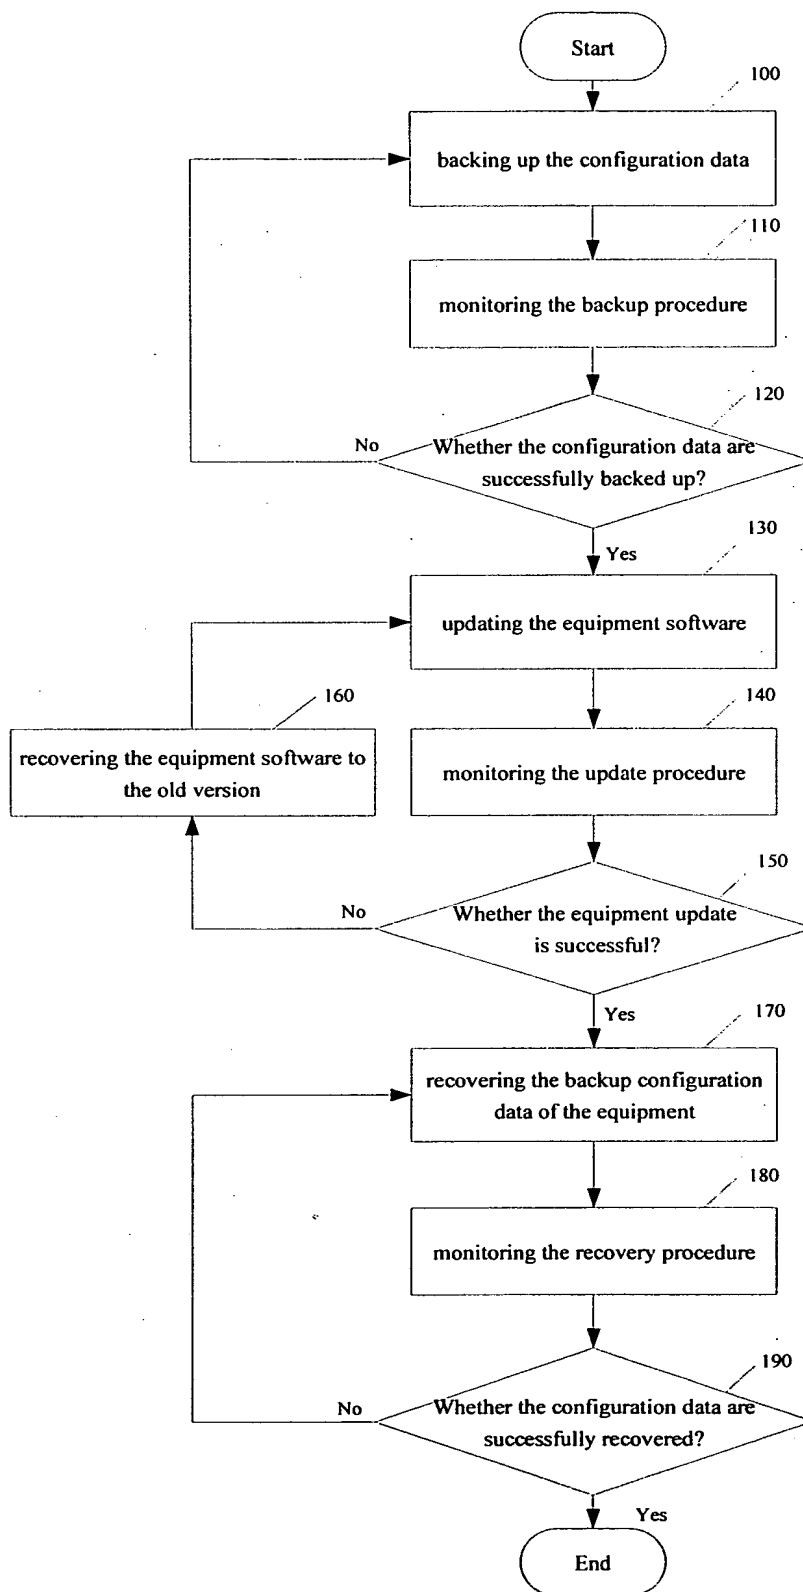 Start
100
backing up the configuration data
110
monitoring the backup procedure
120
No
Whether the configuration data are
successfully backed up?
Yes
130
updating the equipment software
160
140
recovering the equipment software to
the old version
monitoring the update procedure
150
No
Whether the equipment update
is successful?
Yes
170
recovering the backup configuration
data of the equipment
180
monitoring the recovery procedure
190
No
Whether the configuration data are
successfully recovered?
Yes
End